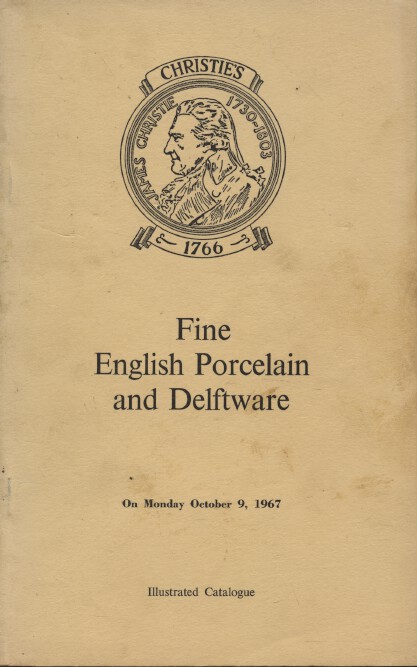 CHRISTIE'S
JAMES CHRISTIE 1730-1803
1766
Fine
English Porcelain
and Delftware
On Monday October 9, 1967
Illustrated Catalogue